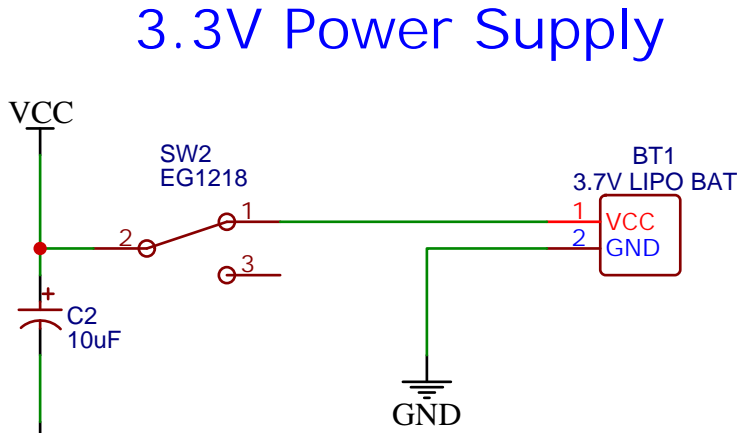 3.3V Power Supply
VCC
SW2
EG1218
1
2
3
BT1
3.7V LIPO BAT
1
VCC
2
GND
+
C2
10uF
GND